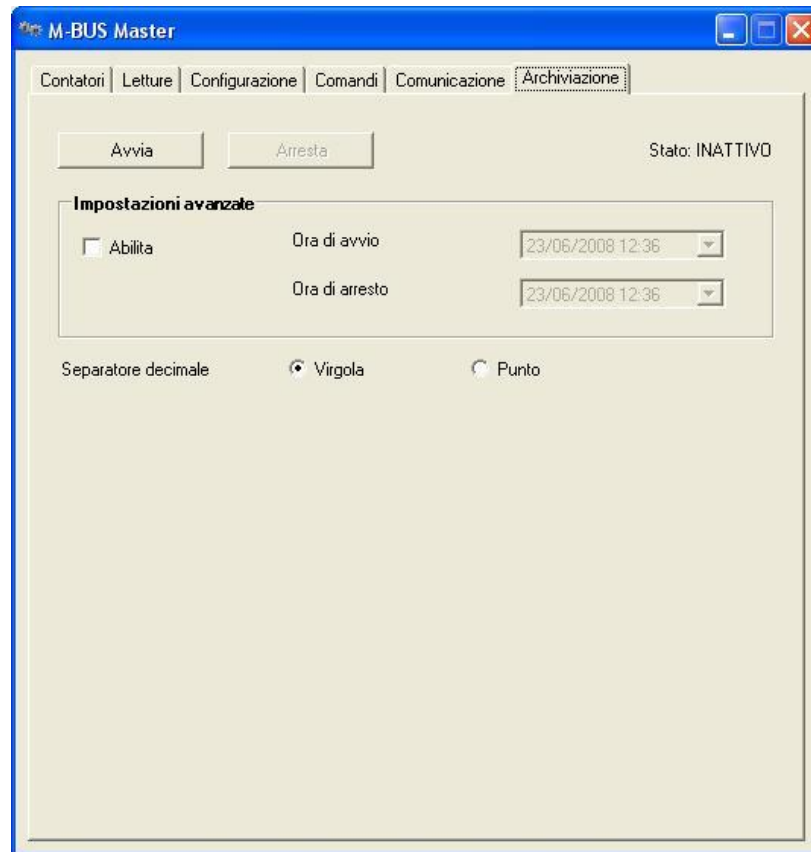 M-BUS Master
Contatori Letture Configurazione Comandi Comunicazione Archiviazione
Avvia Arresta Stato: INATTIVO
Impostazioni avanzate
Abilita Ora di avvio 23/06/2008 12:36
Ora di arresto 23/06/2008 12:36
Separatore decimale Virgola Punto